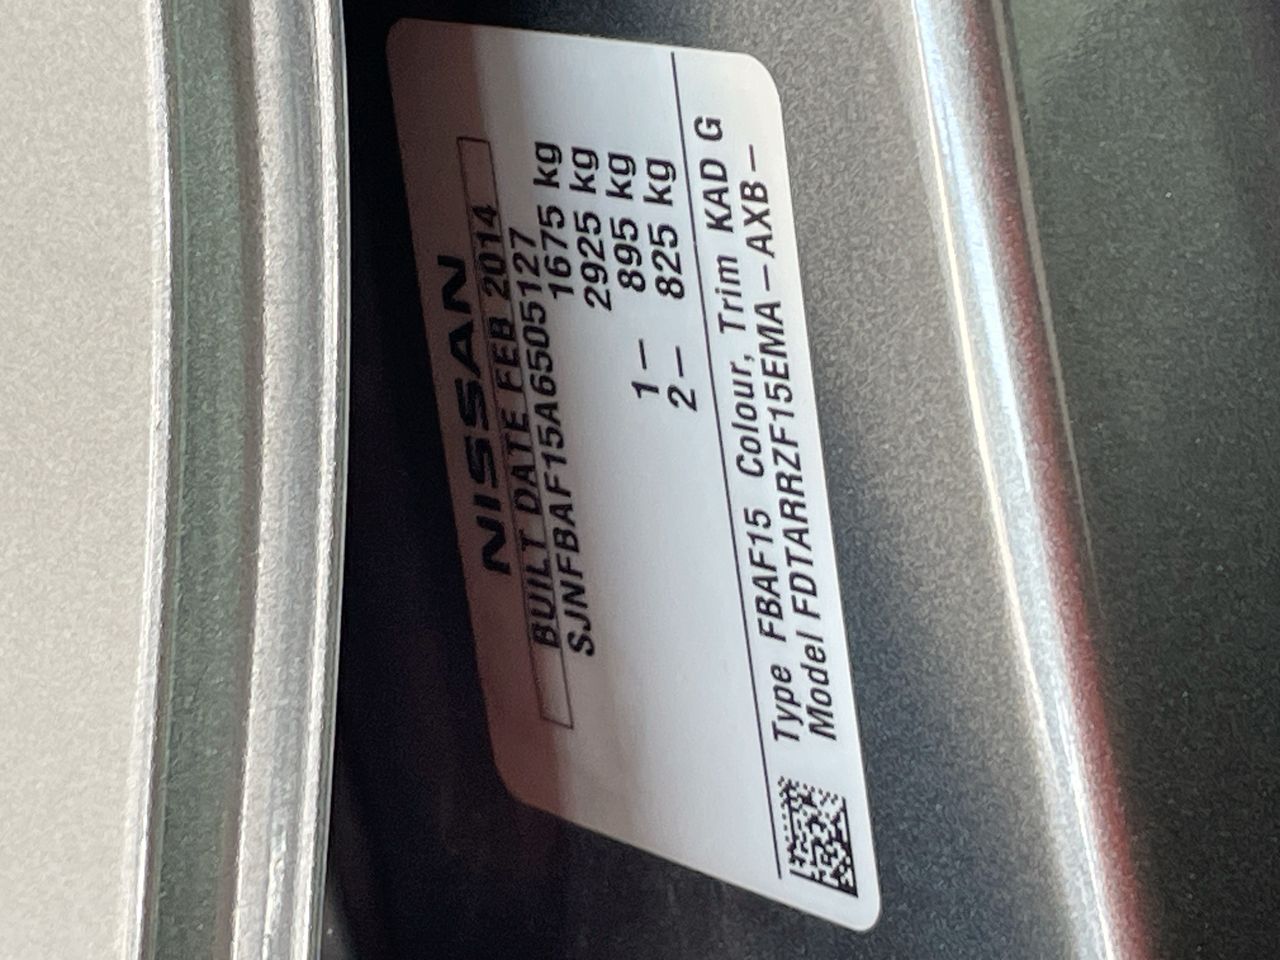 NISSAN
BUILT DATE FEB 2014
SJNFBAF15A6505127
1675 kg
2925 kg
1- 895 kg
2- 825 kg
Type FBAF15 Colour, Trim KAD G
Model FDTARRZF15EMA-AXB-